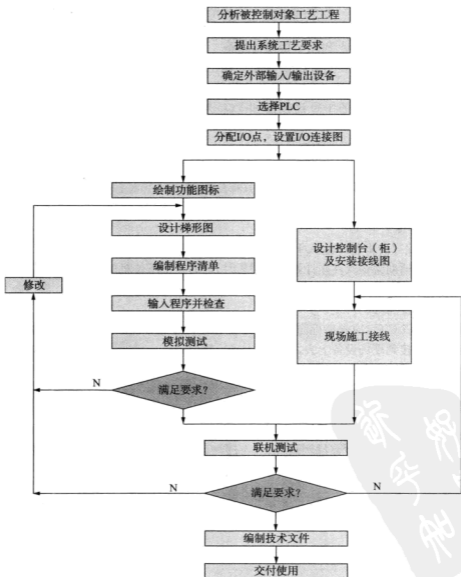 分析被控制对象工艺工程
提出系统工艺要求
确定外部输入/输出设备
选择PLC
分配I/O点，设置I/O连接图
绘制功能图标
设计梯形图
编制程序清单
输入程序并检查
模拟测试
满足要求?
N
修改
设计控制台（柜）
及安装接线图
现场施工接线
联机测试
满足要求?
N
N
编制技术文件
交付使用